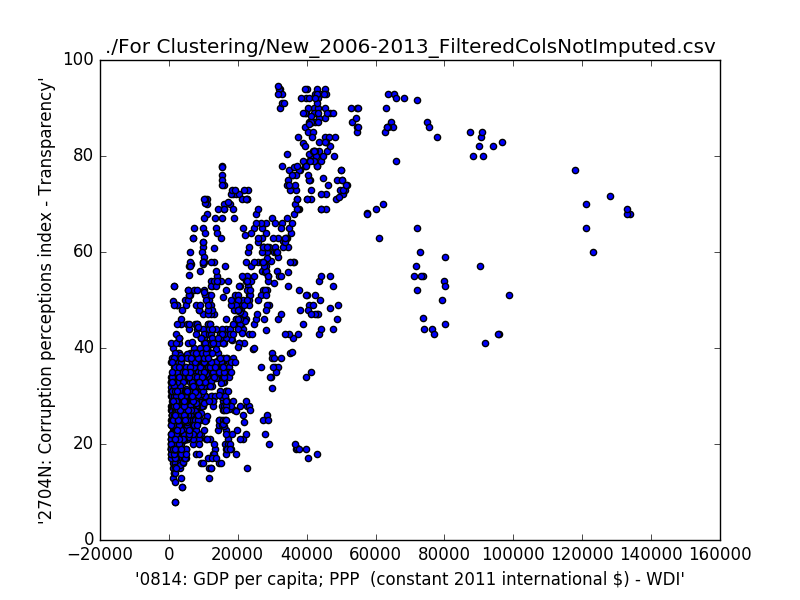 ./For Clustering/New_2006-2013_FilteredColsNotImputed.csv
100
80
60
40
20
0
'2704N: Corruption perceptions index - Transparency'
−20000 0 20000 40000 60000 80000 100000 120000 140000 160000
'0814: GDP per capita; PPP  (constant 2011 international $) - WDI'